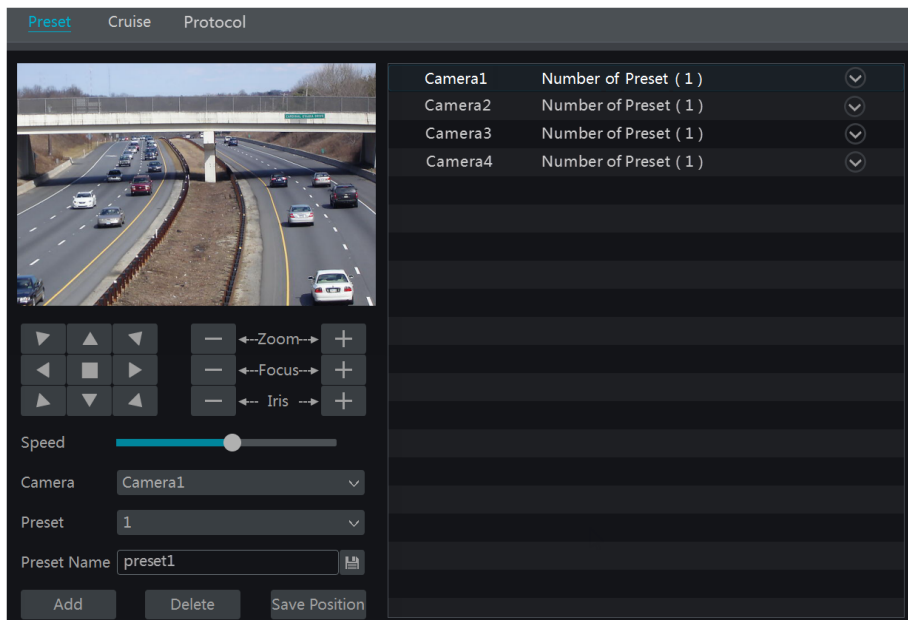 Preset Cruise Protocol
Camera1 Number of Preset ( 1 )
Camera2 Number of Preset ( 1 )
Camera3 Number of Preset ( 1 )
Camera4 Number of Preset ( 1 )
Zoom
Focus
Iris
Speed
Camera Camera1
Preset 1
Preset Name preset1
Add Delete Save Position